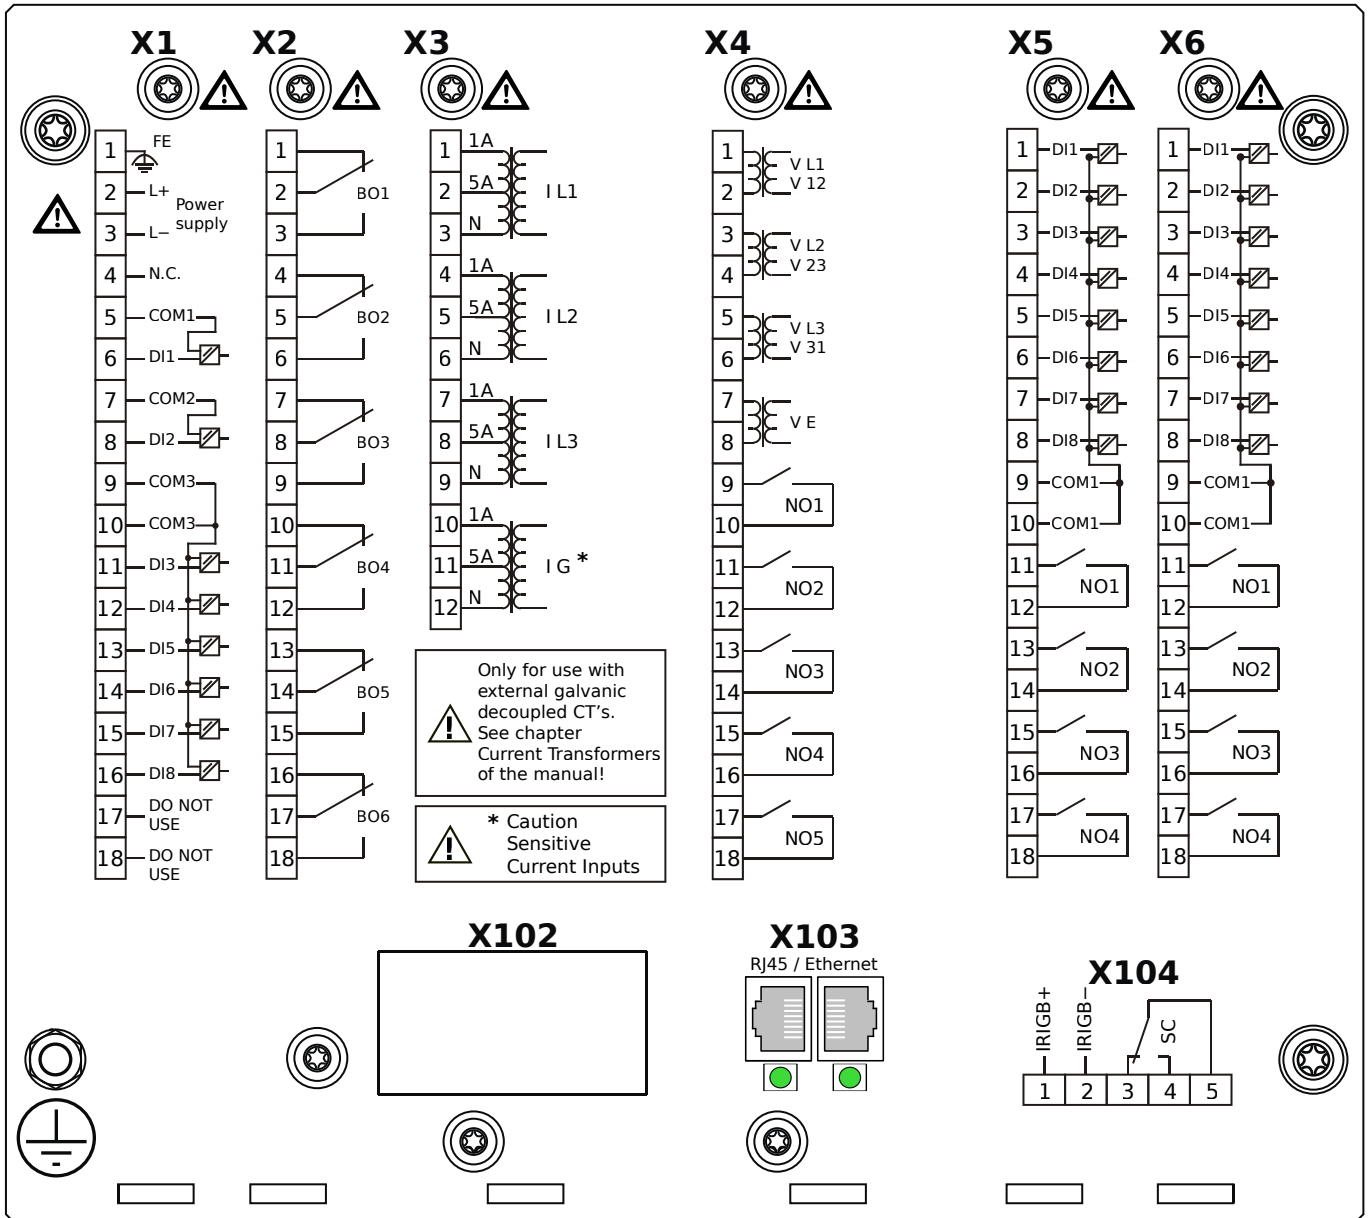 X1
1 FE
2 L+
Power
supply
3 L−
4 N.C.
5 COM1
6 DI1
7 COM2
8 DI2
9 COM3
10 COM3
11 DI3
12 DI4
13 DI5
14 DI6
15 DI7
16 DI8
17 DO NOT
USE
18 DO NOT
USE
X2
1
2 BO1
3
4
5 BO2
6
7
8 BO3
9
10
11 BO4
12
13
14 BO5
15
16
17 BO6
18
X3
1 1A
2 5A I L1
3 N
4 1A
5 5A I L2
6 N
7 1A
8 5A I L3
9 N
10 1A
11 5A I G *
12 N
Only for use with
external galvanic
decoupled CT's.
See chapter
Current Transformers
of the manual!
* Caution
Sensitive
Current Inputs
X4
1 V L1
2 V 12
3 V L2
4 V 23
5 V L3
6 V 31
7
V E
8
9
NO1
10
11
NO2
12
13
NO3
14
15
NO4
16
17
NO5
18
X5
1 DI1
2 DI2
3 DI3
4 DI4
5 DI5
6 DI6
7 DI7
8 DI8
9 COM1
10 COM1
11
NO1
12
13
NO2
14
15
NO3
16
17
NO4
18
X6
1 DI1
2 DI2
3 DI3
4 DI4
5 DI5
6 DI6
7 DI7
8 DI8
9 COM1
10 COM1
11
NO1
12
13
NO2
14
15
NO3
16
17
NO4
18
X102
X103
RJ45 / Ethernet
X104
IRIGB+
IRIGB−
SC
1 2 3 4 5